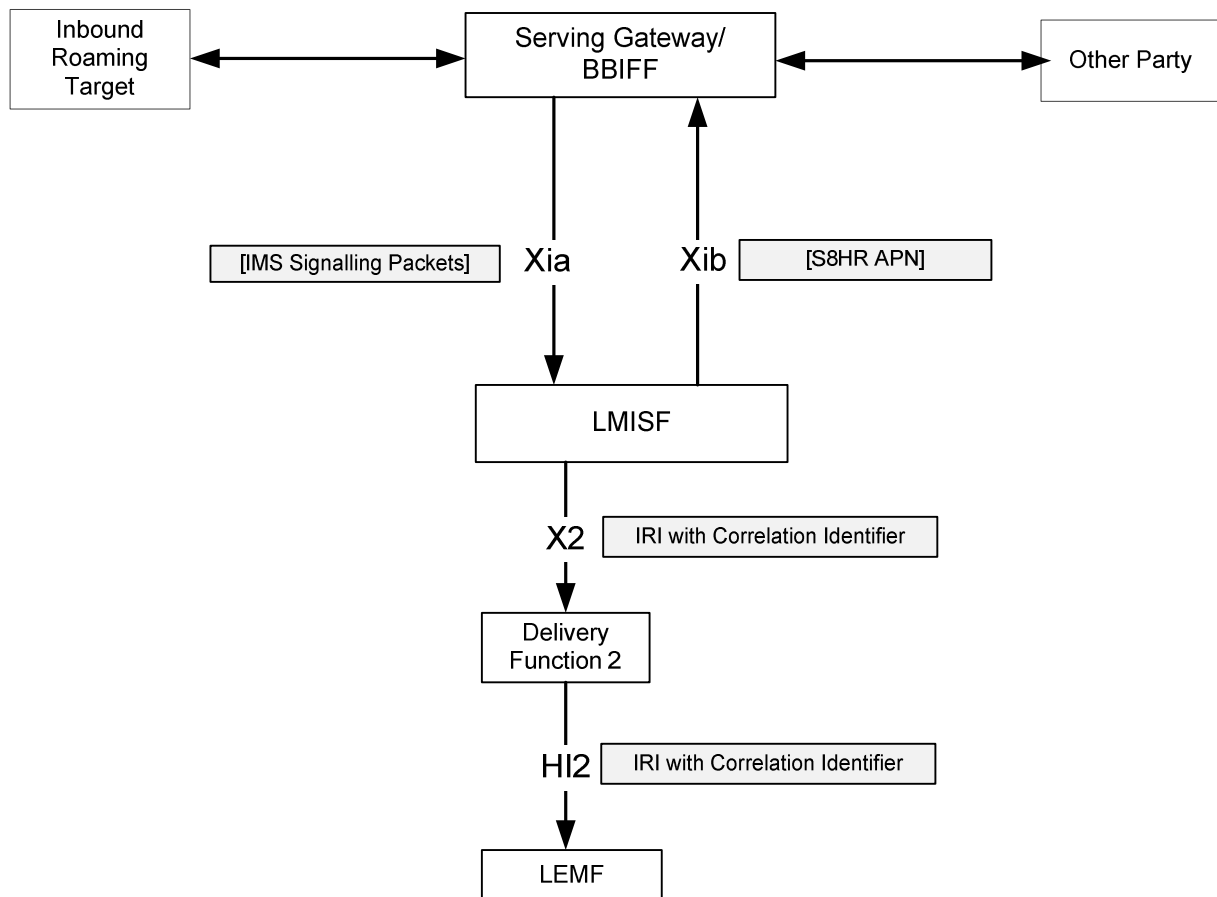 Inbound
Roaming
Target
Serving Gateway/
BBIFF
Other Party
[IMS Signalling Packets]
Xia
Xib
[S8HR APN]
LMISF
X2
IRI with Correlation Identifier
Delivery
Function 2
HI2
IRI with Correlation Identifier
LEMF